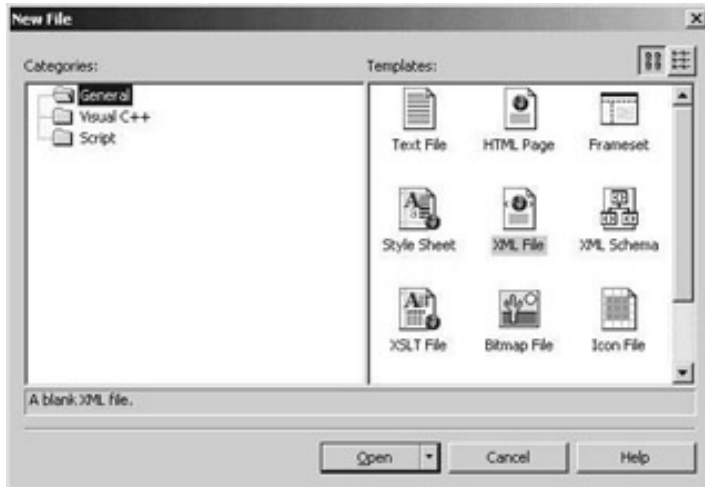 New File
Categories:
Templates:
General
Visual C++
Script
Text File
HTML Page
Frameset
Style Sheet
XML File
XML Schema
XSLT File
Bitmap File
Icon File
A blank XML file.
Open
Cancel
Help